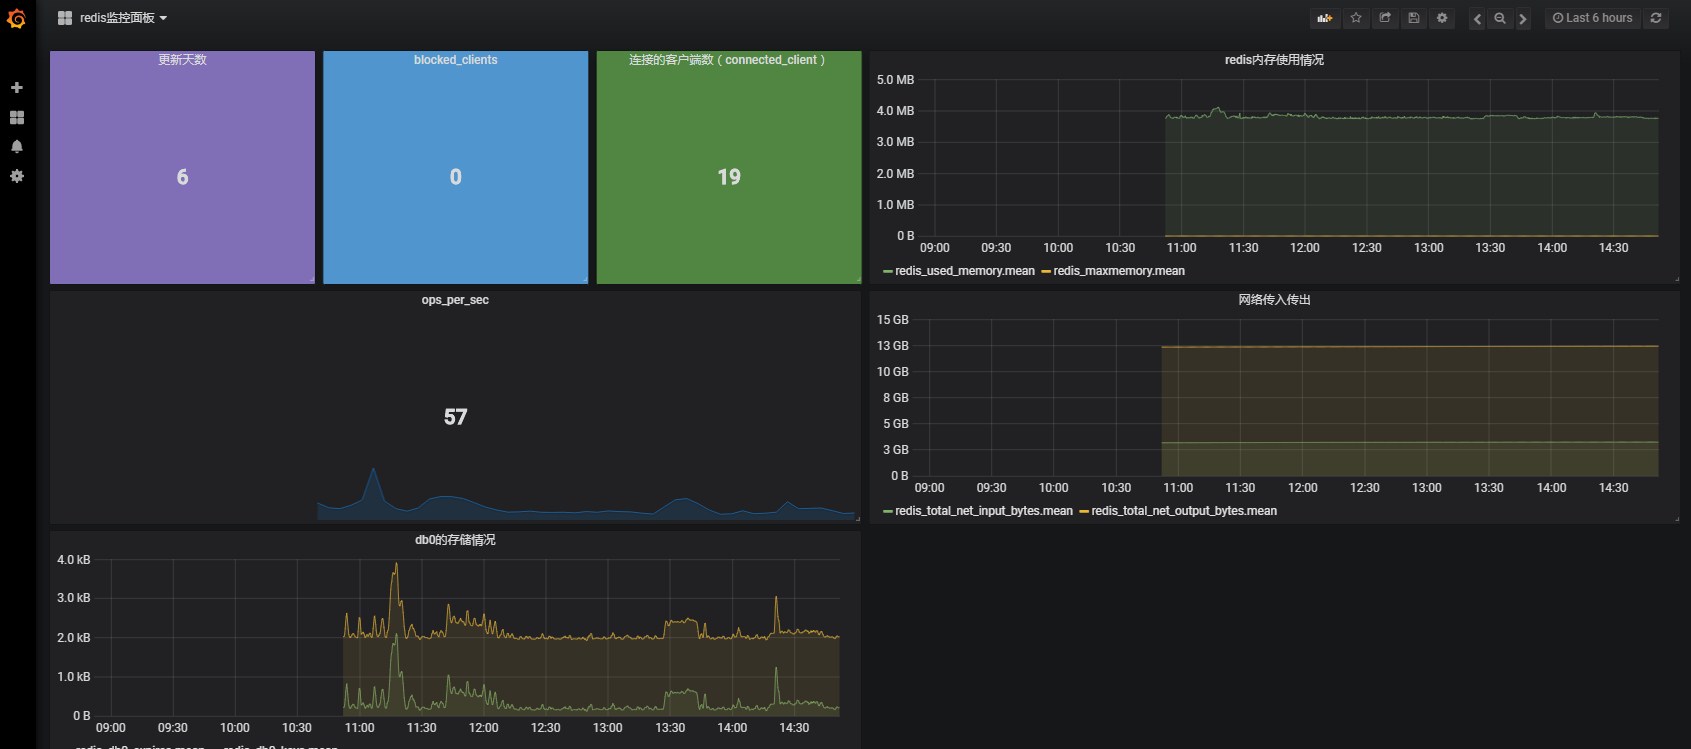 redis监控面板
Last 6 hours
更新天数
6
blocked_clients
0
连接的客户端数（connected_client）
19
redis内存使用情况
5.0 MB
4.0 MB
3.0 MB
2.0 MB
1.0 MB
0 B
09:00 09:30 10:00 10:30 11:00 11:30 12:00 12:30 13:00 13:30 14:00 14:30
redis_used_memory.mean redis_maxmemory.mean
ops_per_sec
57
网络传入传出
15 GB
13 GB
10 GB
8 GB
5 GB
3 GB
0 B
09:00 09:30 10:00 10:30 11:00 11:30 12:00 12:30 13:00 13:30 14:00 14:30
redis_total_net_input_bytes.mean redis_total_net_output_bytes.mean
db0的存储情况
4.0 kB
3.0 kB
2.0 kB
1.0 kB
0 B
09:00 09:30 10:00 10:30 11:00 11:30 12:00 12:30 13:00 13:30 14:00 14:30
redis_db0_expires.mean redis_db0_keys.mean